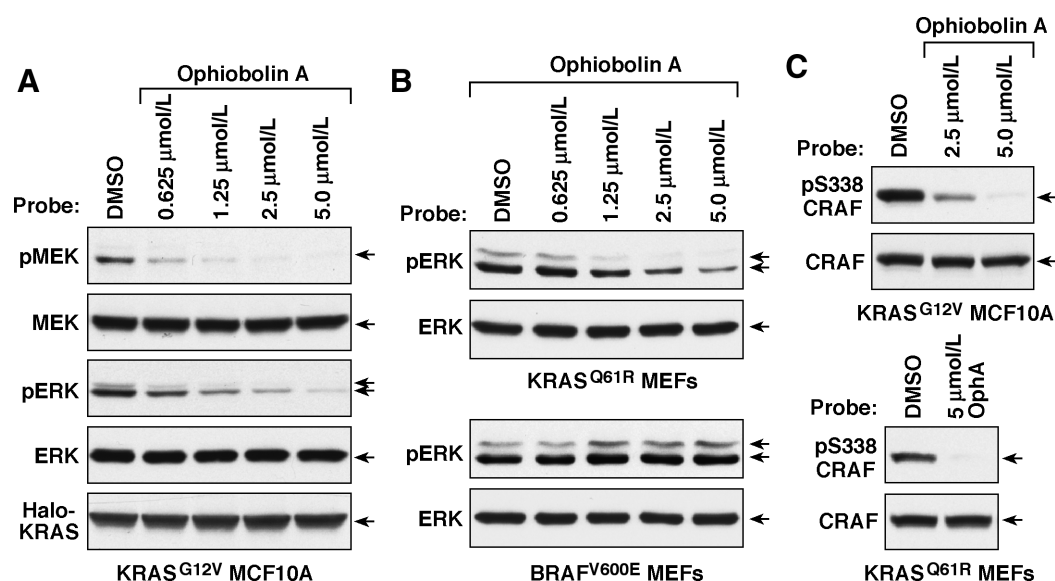 A
Ophiobolin A
Probe:
DMSO
0.625 μmol/L
1.25 μmol/L
2.5 μmol/L
5.0 μmol/L
pMEK
MEK
pERK
ERK
Halo-
KRAS
KRASG12V MCF10A
B
Ophiobolin A
Probe:
DMSO
0.625 μmol/L
1.25 μmol/L
2.5 μmol/L
5.0 μmol/L
pERK
ERK
KRASQ61R MEFs
pERK
ERK
BRAFV600E MEFs
C
Ophiobolin A
Probe:
DMSO
2.5 μmol/L
5.0 μmol/L
pS338
CRAF
CRAF
KRASG12V MCF10A
Probe:
DMSO
5 μmol/L
OphA
pS338
CRAF
CRAF
KRASQ61R MEFs